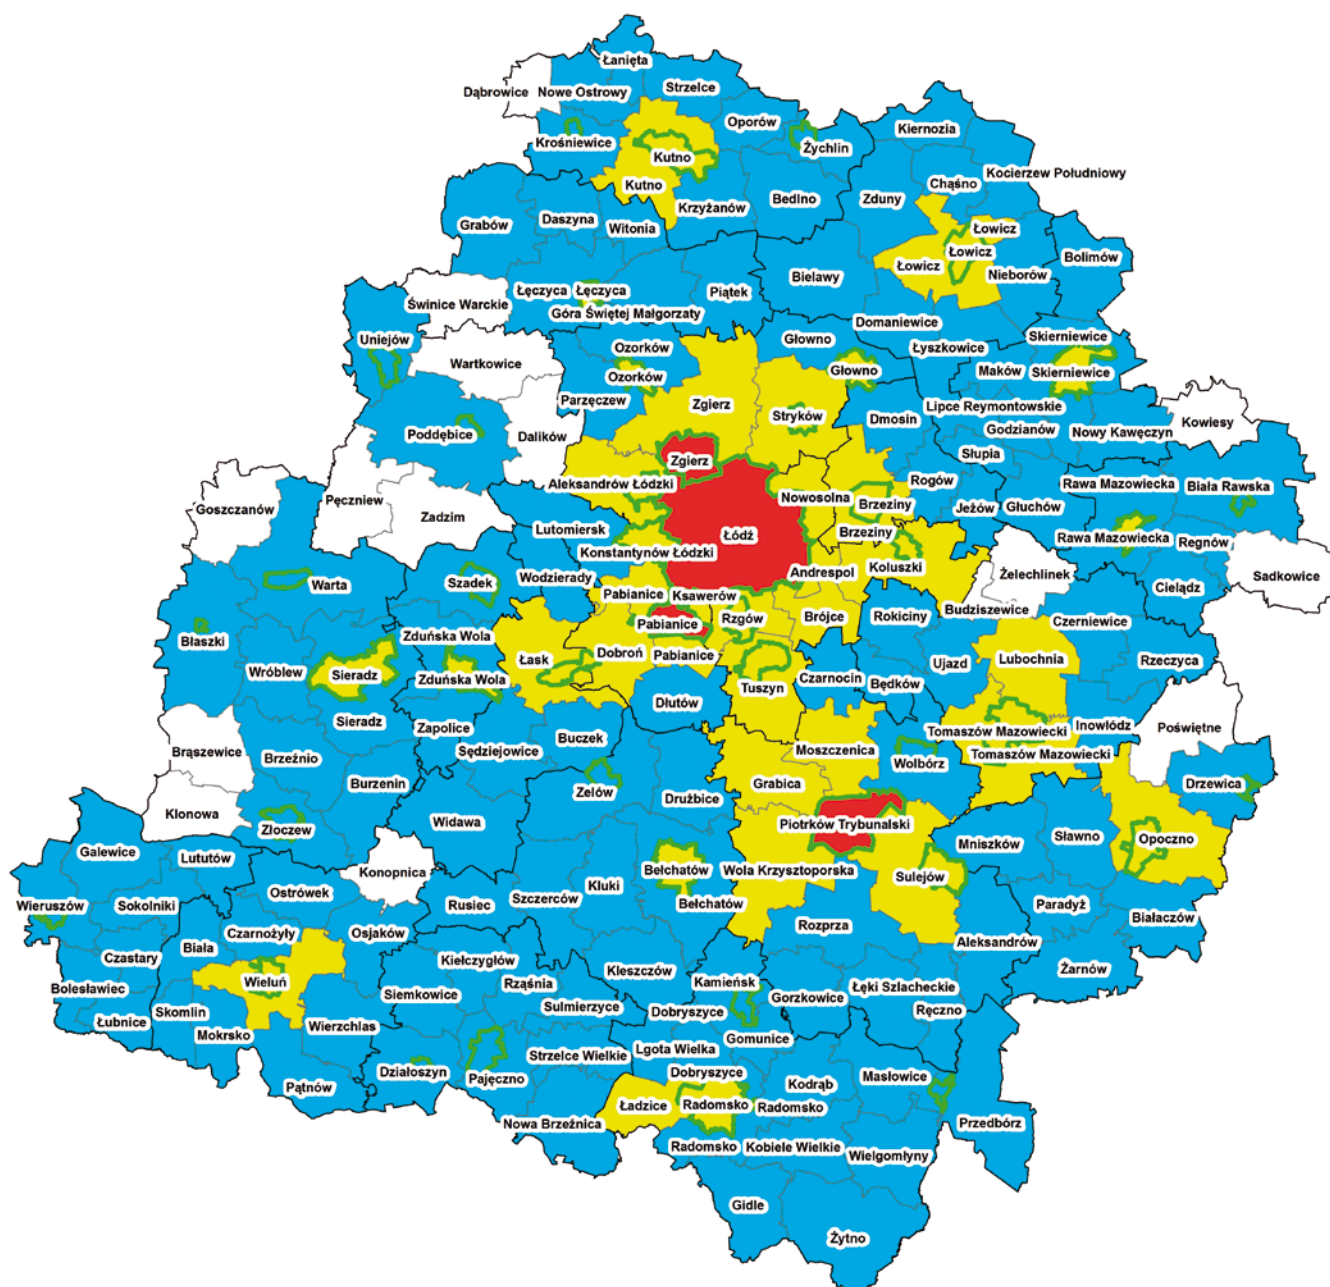 Łanięta
Dąbrowice
Nowe Ostrowy
Strzelce
Oporów
Krośniewice
Kutno
Żychlin
Kiernozia
Kutno
Krzyżanów
Bedlno
Zduny
Chąśno
Kocierzew Południowy
Grabów
Daszyna
Witonia
Łowicz
Łowicz
Łowicz
Nieborów
Bolimów
Łęczyca
Łęczyca
Piątek
Bielawy
Świnice Warckie
Góra Świętej Małgorzaty
Domaniewice
Uniejów
Wartkowice
Ozorków
Głowno
Łyszkowice
Skierniewice
Ozorków
Głowno
Maków
Skierniewice
Parzęczew
Zgierz
Stryków
Dmosin
Lipce Reymontowskie
Kowiesy
Poddębice
Dalików
Godzianów
Nowy Kawęczyn
Zgierz
Słupia
Aleksandrów Łódzki
Nowosolna
Rogów
Rawa Mazowiecka
Biała Rawska
Pęczniew
Goszczanów
Zadzim
Brzeziny
Jeżów
Głuchów
Lutomiersk
Łódź
Brzeziny
Rawa Mazowiecka
Regnów
Konstantynów Łódzki
Koluszki
Żelechlinek
Sadkowice
Warta
Szadek
Wodzierady
Andrespol
Cielądz
Pabianice
Ksawerów
Budziszewice
Błaszki
Zduńska Wola
Pabianice
Rzgów
Brójce
Rokiciny
Czerniewice
Wróblew
Sieradz
Łask
Dobroń
Pabianice
Ujazd
Lubochnia
Rzeczyca
Zduńska Wola
Tuszyn
Czarnocin
Będków
Sieradz
Zapolice
Dłutów
Brąszewice
Sędziejowice
Buczek
Moszczenica
Tomaszów Mazowiecki
Inowłódz
Poświętne
Brzeźnio
Wolbórz
Tomaszów Mazowiecki
Burzenin
Zelów
Drużbice
Grabica
Drzewica
Klonowa
Złoczew
Widawa
Piotrków Trybunalski
Galewice
Lututów
Mniszków
Sławno
Opoczno
Konopnica
Bełchatów
Wola Krzysztoporska
Sulejów
Ostrówek
Kluki
Wieruszów
Sokolniki
Rusiec
Szczerców
Bełchatów
Paradyż
Białaczów
Rozprza
Czarnożyły
Osjaków
Biała
Aleksandrów
Czastary
Kiełczygłów
Kleszczów
Żarnów
Wieluń
Rząśnia
Kamieńsk
Bolesławiec
Siemkowice
Łęki Szlacheckie
Gorzkowice
Skomlin
Sulmierzyce
Dobryszyce
Ręczno
Łubnice
Mokrsko
Wierzchlas
Gomunice
Strzelce Wielkie
Lgota Wielka
Działoszyn
Pajęczno
Dobryszyce
Masłowice
Pątnów
Kodrąb
Ładzice
Radomsko
Radomsko
Nowa Brzeźnica
Przedbórz
Radomsko
Kobiele Wielkie
Wielgomłyny
Gidle
Żytno